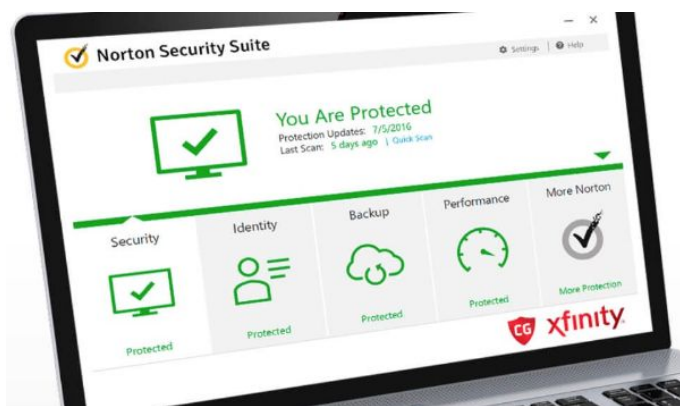 Norton Security Suite
Settings | Help
You Are Protected
Protection Updates: 7/5/2016
Last Scan: 5 days ago | Quick Scan
Security
Identity
Backup
Performance
More Norton
Protected
Protected
Protected
Protected
More Protection
CG xfinity